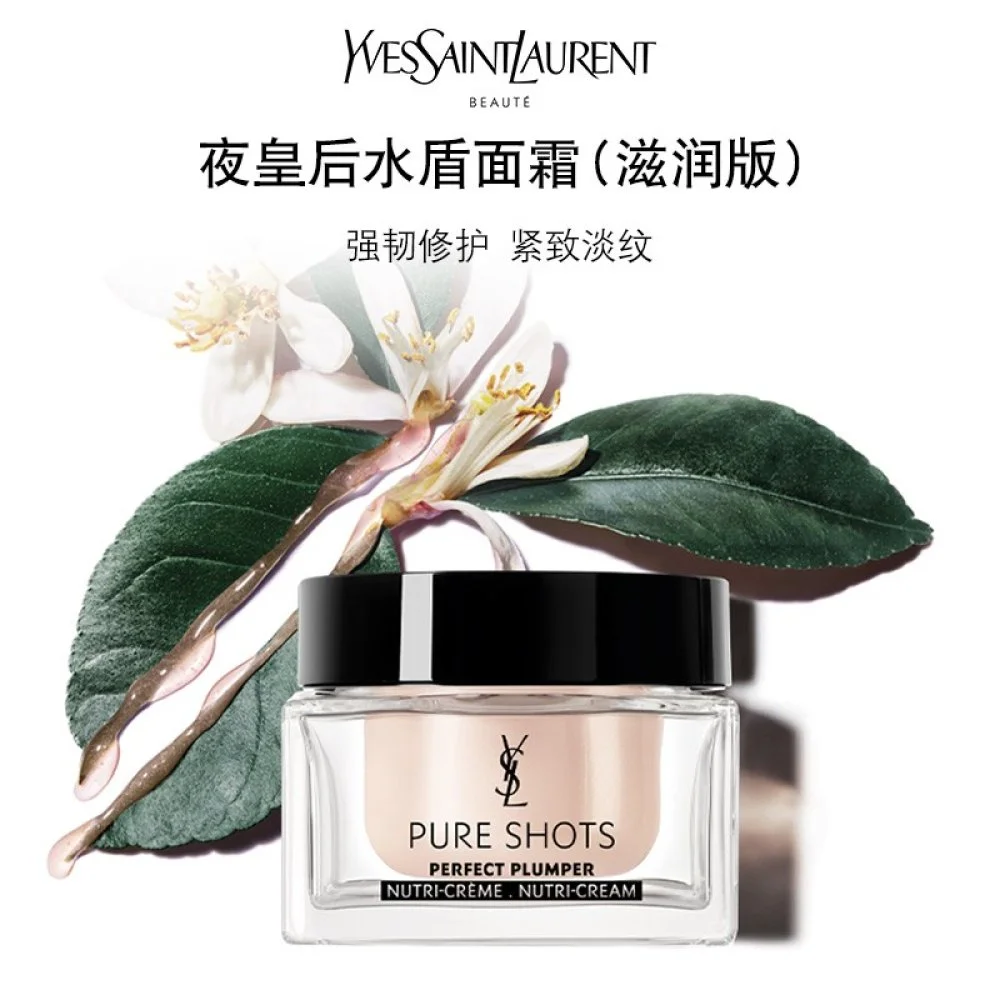 YVESSAINTLAURENT
BEAUTÉ
夜皇后水盾面霜(滋润版)
强韧修护 紧致淡纹
YSL
PURE SHOTS
PERFECT PLUMPER
NUTRI-CRÈME . NUTRI-CREAM